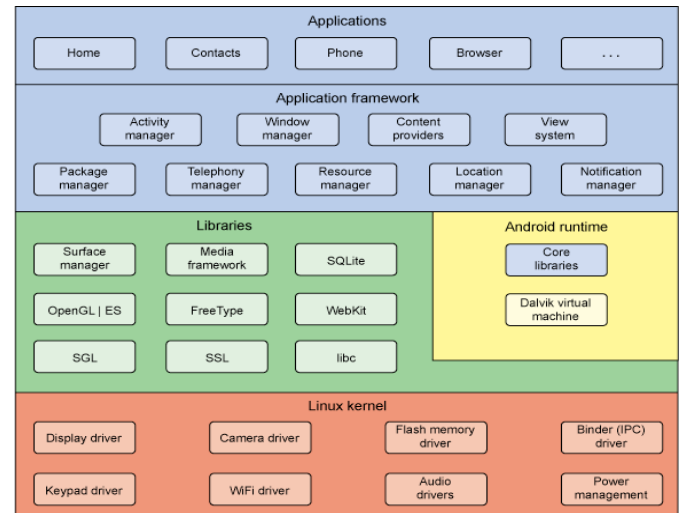 Applications
Home
Contacts
Phone
Browser
. . .
Application framework
Activity
manager
Window
manager
Content
providers
View
system
Package
manager
Telephony
manager
Resource
manager
Location
manager
Notification
manager
Libraries
Surface
manager
Media
framework
SQLite
OpenGL | ES
FreeType
WebKit
SGL
SSL
libc
Android runtime
Core
libraries
Dalvik virtual
machine
Linux kernel
Display driver
Camera driver
Flash memory
driver
Binder (IPC)
driver
Keypad driver
WiFi driver
Audio
drivers
Power
management